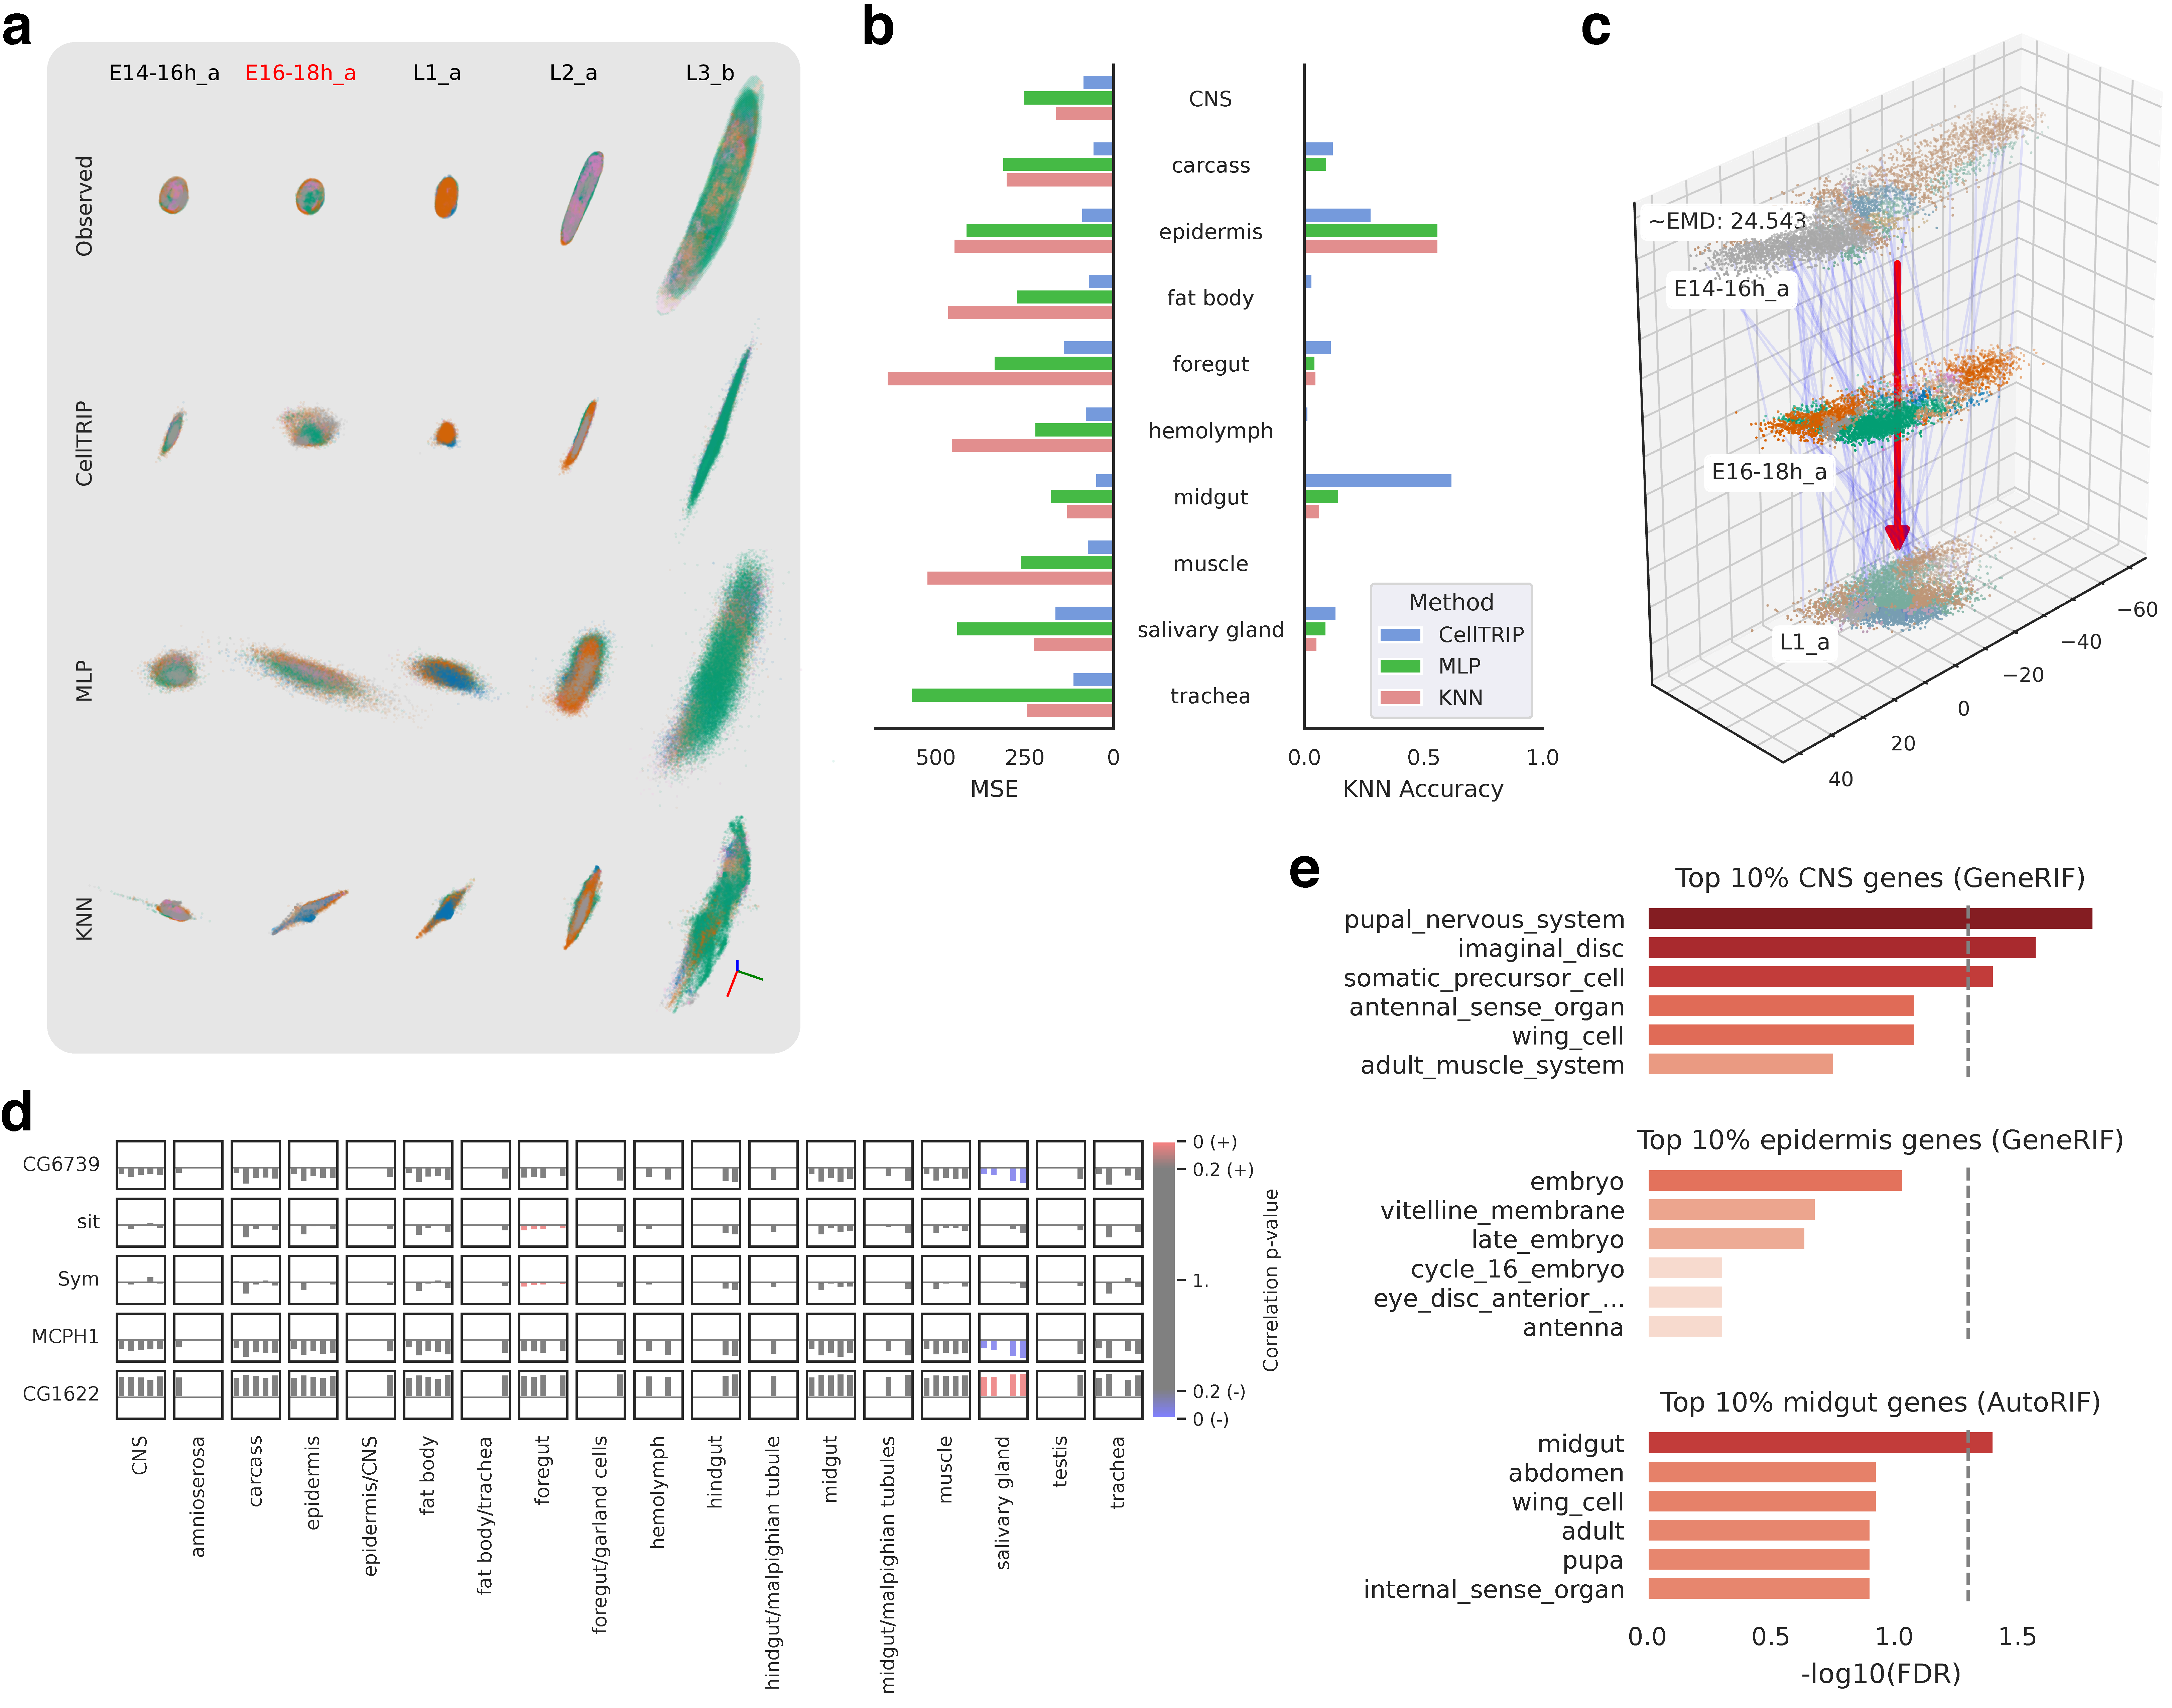 a
E14-16h_a
E16-18h_a
L1_a
L2_a
L3_b
Observed
CellTRIP
MLP
KNN
b
CNS
carcass
epidermis
fat body
foregut
hemolymph
midgut
muscle
salivary gland
trachea
500 250 0
MSE
0.0 0.5 1.0
KNN Accuracy
Method
CellTRIP
MLP
KNN
c
~EMD: 24.543
E14-16h_a
E16-18h_a
L1_a
−60
−40
−20
0
20
40
d
CG6739
sit
Sym
MCPH1
CG1622
CNS
amnioserosa
carcass
epidermis
epidermis/CNS
fat body
fat body/trachea
foregut
foregut/garland cells
hemolymph
hindgut
hindgut/malpighian tubule
midgut
midgut/malpighian tubules
muscle
salivary gland
testis
trachea
0 (+)
0.2 (+)
1.
0.2 (-)
0 (-)
Correlation p-value
e
Top 10% CNS genes (GeneRIF)
pupal_nervous_system
imaginal_disc
somatic_precursor_cell
antennal_sense_organ
wing_cell
adult_muscle_system
Top 10% epidermis genes (GeneRIF)
embryo
vitelline_membrane
late_embryo
cycle_16_embryo
eye_disc_anterior_...
antenna
Top 10% midgut genes (AutoRIF)
midgut
abdomen
wing_cell
adult
pupa
internal_sense_organ
0.0 0.5 1.0 1.5
-log10(FDR)